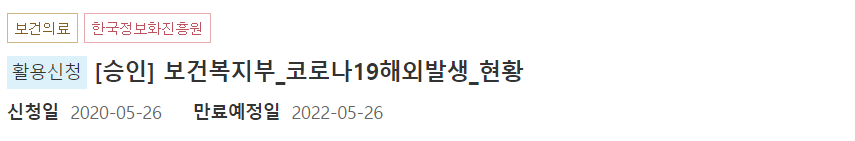 보건의료 한국정보화진흥원
활용신청 [승인] 보건복지부_코로나19해외발생_현황
신청일 2020-05-26 만료예정일 2022-05-26